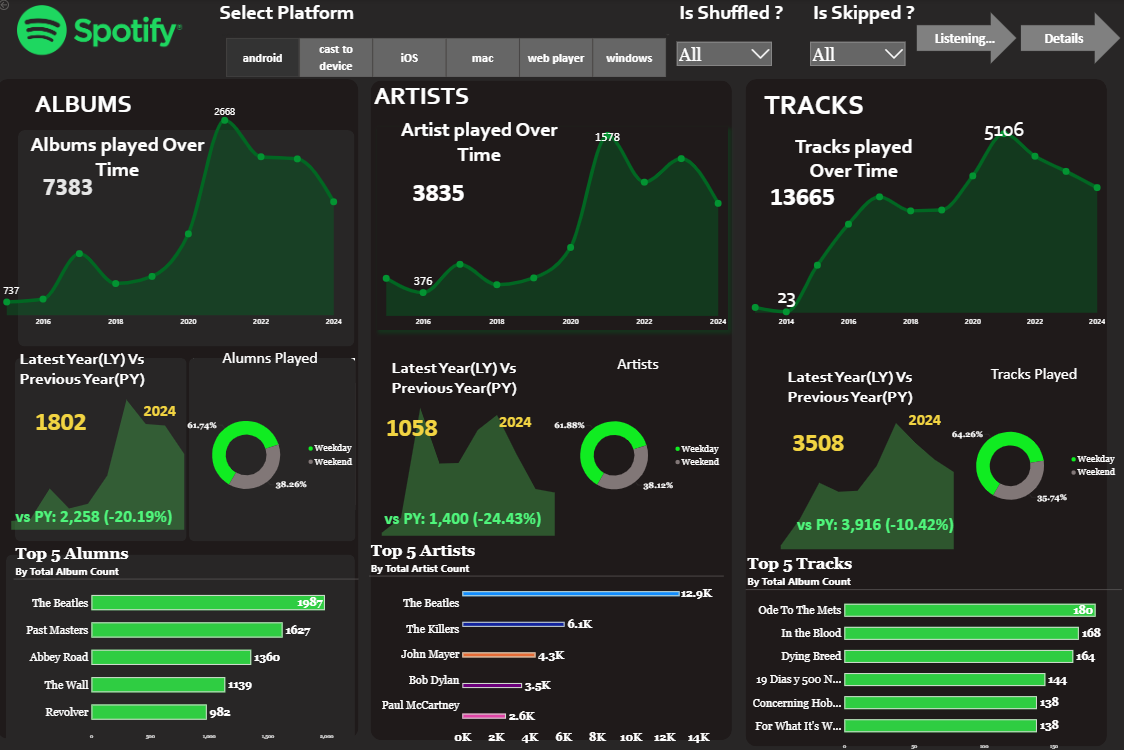 Spotify®
Select Platform
android
cast to
device
iOS
mac
web player
windows
Is Shuffled ?
All
Is Skipped ?
All
Listening...
Details
ALBUMS
Albums played Over
Time
7383
2668
737
2016
2018
2020
2022
2024
Latest Year(LY) Vs
Previous Year(PY)
1802
2024
vs PY: 2,258 (-20.19%)
Alumns Played
61.74%
38.26%
Weekday
Weekend
Top 5 Alumns
By Total Album Count
The Beatles
1987
Past Masters
1627
Abbey Road
1360
The Wall
1139
Revolver
982
0
500
1,000
1,500
2,000
ARTISTS
Artist played Over
Time
3835
1578
376
2016
2018
2020
2022
2024
Latest Year(LY) Vs
Previous Year(PY)
1058
2024
vs PY: 1,400 (-24.43%)
Artists
61.88%
38.12%
Weekday
Weekend
Top 5 Artists
By Total Artist Count
The Beatles
12.9K
The Killers
6.1K
John Mayer
4.3K
Bob Dylan
3.5K
Paul McCartney
2.6K
0K
2K
4K
6K
8K
10K
12K
14K
TRACKS
Tracks played
Over Time
13665
5106
23
2014
2016
2018
2020
2022
2024
Latest Year(LY) Vs
Previous Year(PY)
3508
2024
vs PY: 3,916 (-10.42%)
Tracks Played
64.26%
35.74%
Weekday
Weekend
Top 5 Tracks
By Total Album Count
Ode To The Mets
180
In the Blood
168
Dying Breed
164
19 Dias y 500 N...
144
Concerning Hob...
138
For What It's W...
138
0
50
100
150